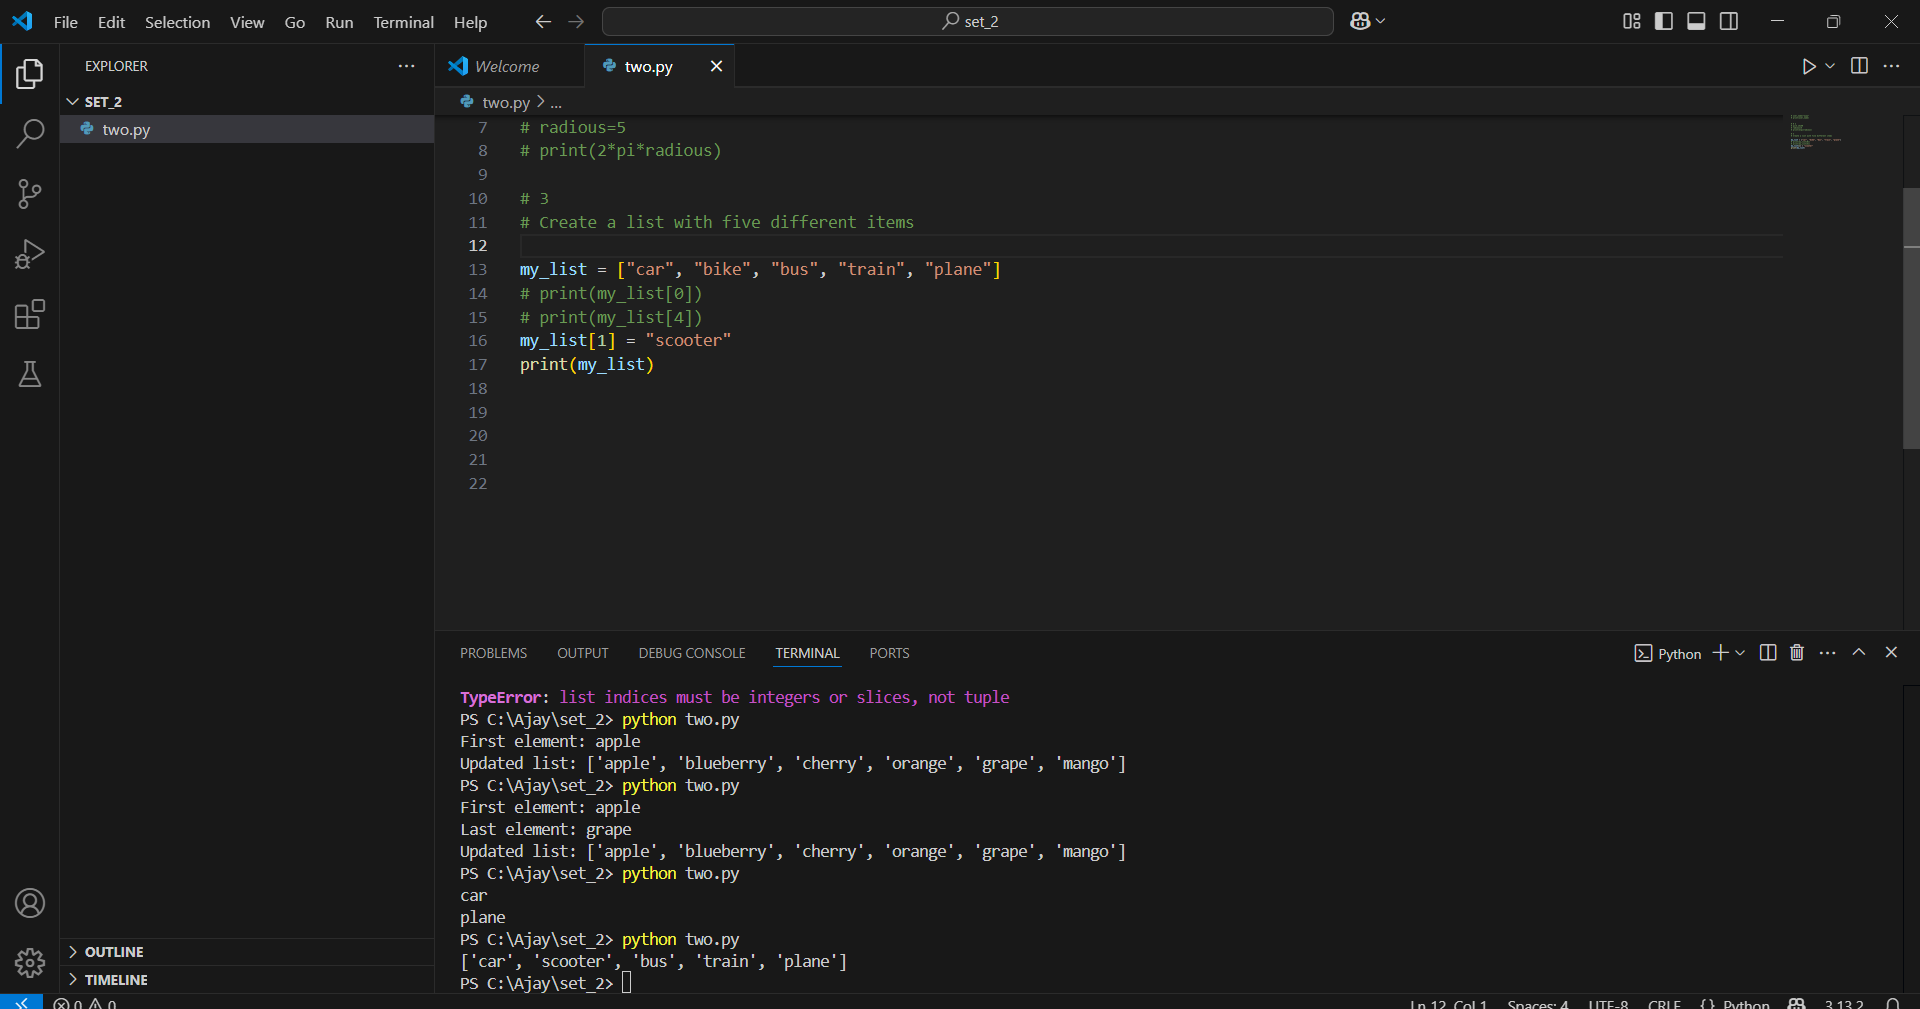 File Edit Selection View Go Run Terminal Help
set_2
EXPLORER
SET_2
two.py
OUTLINE
TIMELINE
Welcome
two.py
two.py > ...
7 # radious=5
8 # print(2*pi*radious)
9
10 # 3
11 # Create a list with five different items
12
13 my_list = ["car", "bike", "bus", "train", "plane"]
14 # print(my_list[0])
15 # print(my_list[4])
16 my_list[1] = "scooter"
17 print(my_list)
18
19
20
21
22
PROBLEMS OUTPUT DEBUG CONSOLE TERMINAL PORTS
Python
TypeError: list indices must be integers or slices, not tuple
PS C:\Ajay\set_2> python two.py
First element: apple
Updated list: ['apple', 'blueberry', 'cherry', 'orange', 'grape', 'mango']
PS C:\Ajay\set_2> python two.py
First element: apple
Last element: grape
Updated list: ['apple', 'blueberry', 'cherry', 'orange', 'grape', 'mango']
PS C:\Ajay\set_2> python two.py
car
plane
PS C:\Ajay\set_2> python two.py
['car', 'scooter', 'bus', 'train', 'plane']
PS C:\Ajay\set_2>
0 0 Ln 12, Col 1 Spaces: 4 UTF-8 CRLF {} Python 3.13.2